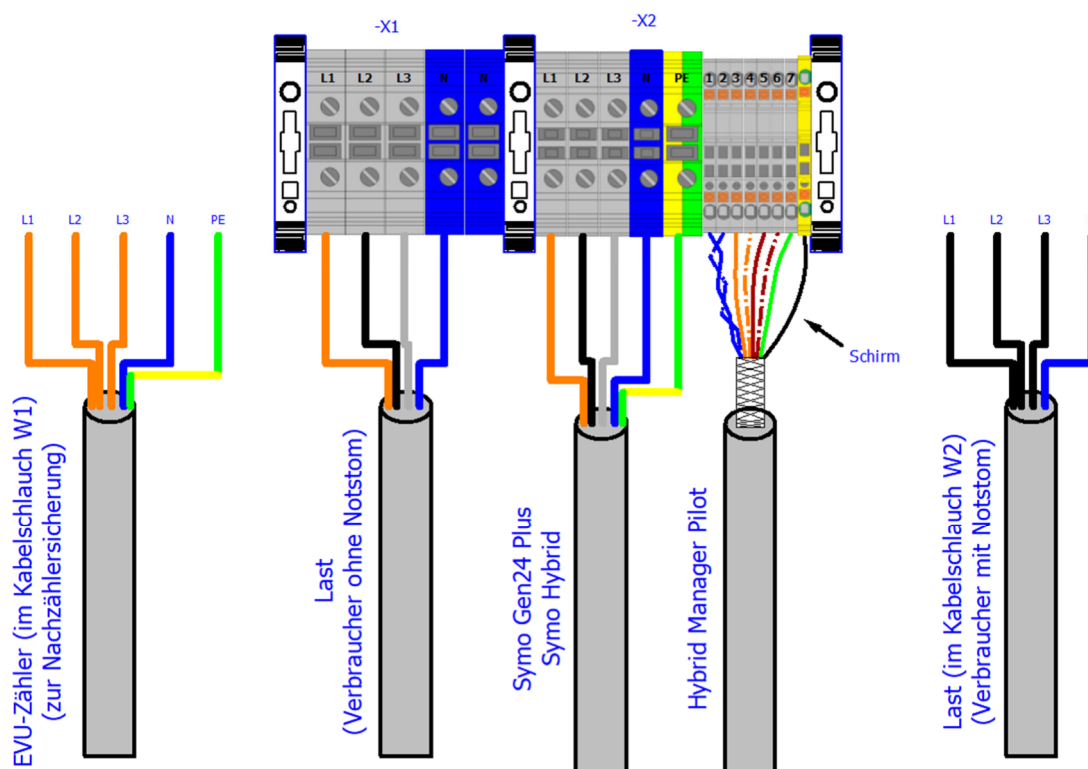 -X1
-X2
L1 L2 L3 N N
L1 L2 L3 N PE 1 2 3 4 5 6 7
L1 L2 L3 N PE
L1 L2 L3
Schirm
EVU-Zähler (im Kabelschlauch W1)
(zur Nachzählersicherung)
Last
(Verbraucher ohne Notstom)
Symo Gen24 Plus
Symo Hybrid
Hybrid Manager Pilot
Last (im Kabelschlauch W2)
(Verbraucher mit Notstom)